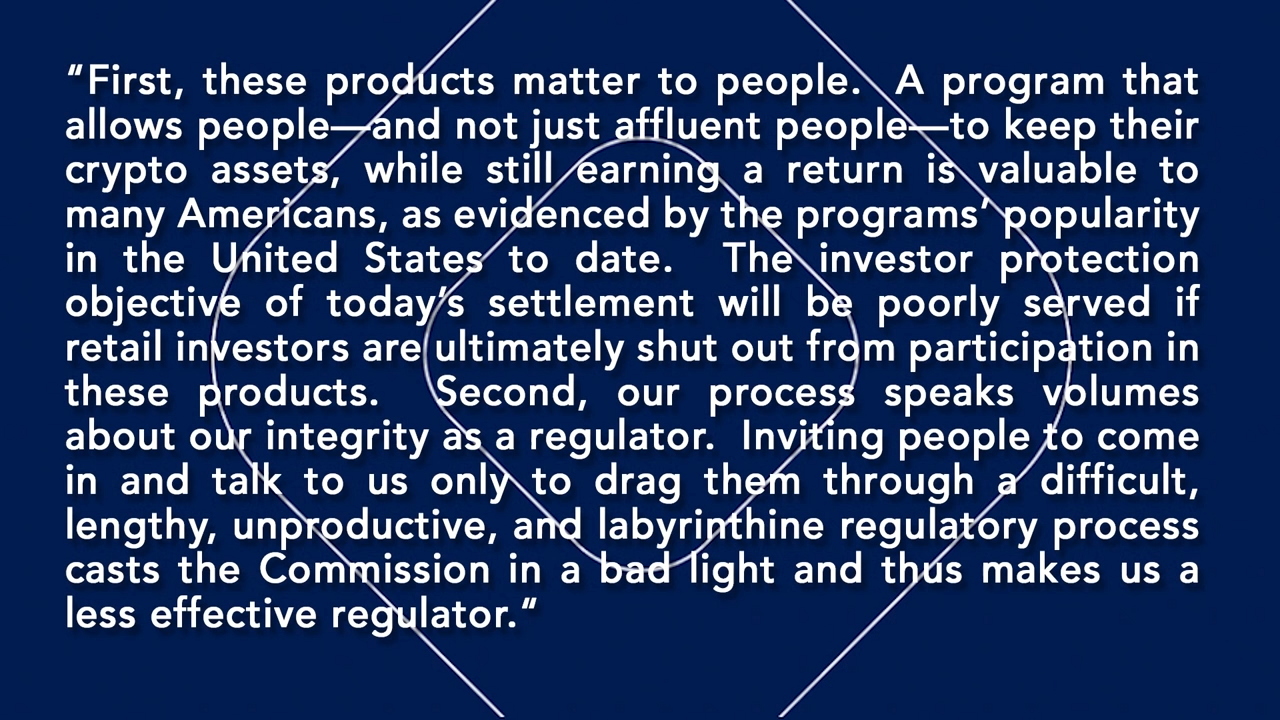 “First, these products matter to people.  A program that
allows people—and not just affluent people—to keep their
crypto assets, while still earning a return is valuable to
many Americans, as evidenced by the programs’ popularity
in the United States to date.  The investor protection
objective of today’s settlement will be poorly served if
retail investors are ultimately shut out from participation in
these products.  Second, our process speaks volumes
about our integrity as a regulator.  Inviting people to come
in and talk to us only to drag them through a difficult,
lengthy, unproductive, and labyrinthine regulatory process
casts the Commission in a bad light and thus makes us a
less effective regulator.“